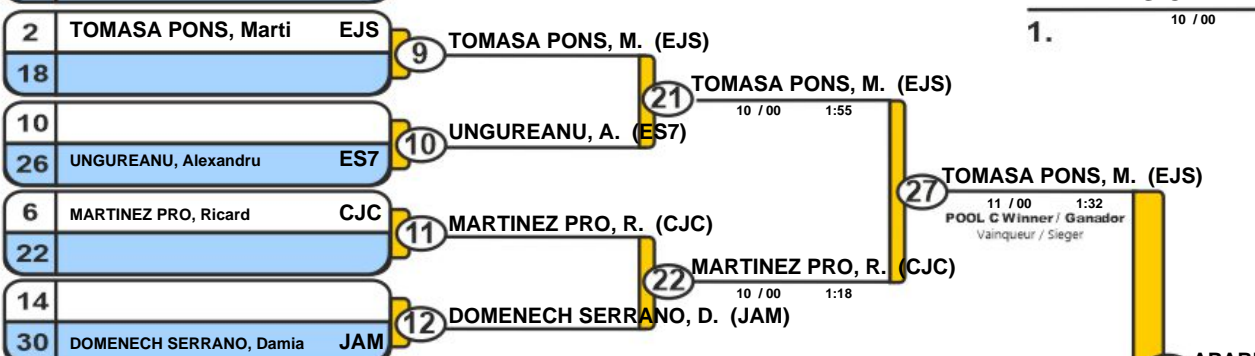 10 / 00
1.
2 TOMASA PONS, Marti EJS
18
9
TOMASA PONS, M. (EJS)
10
26 UNGUREANU, Alexandru ES7
10
UNGUREANU, A. (ES7)
21
TOMASA PONS, M. (EJS)
10 / 00 1:55
6 MARTINEZ PRO, Ricard CJC
22
11
MARTINEZ PRO, R. (CJC)
14
30 DOMENECH SERRANO, Damia JAM
12
DOMENECH SERRANO, D. (JAM)
22
MARTINEZ PRO, R. (CJC)
10 / 00 1:18
27
TOMASA PONS, M. (EJS)
11 / 00 1:32
POOL C Winner / Ganador
Vainqueur / Sieger